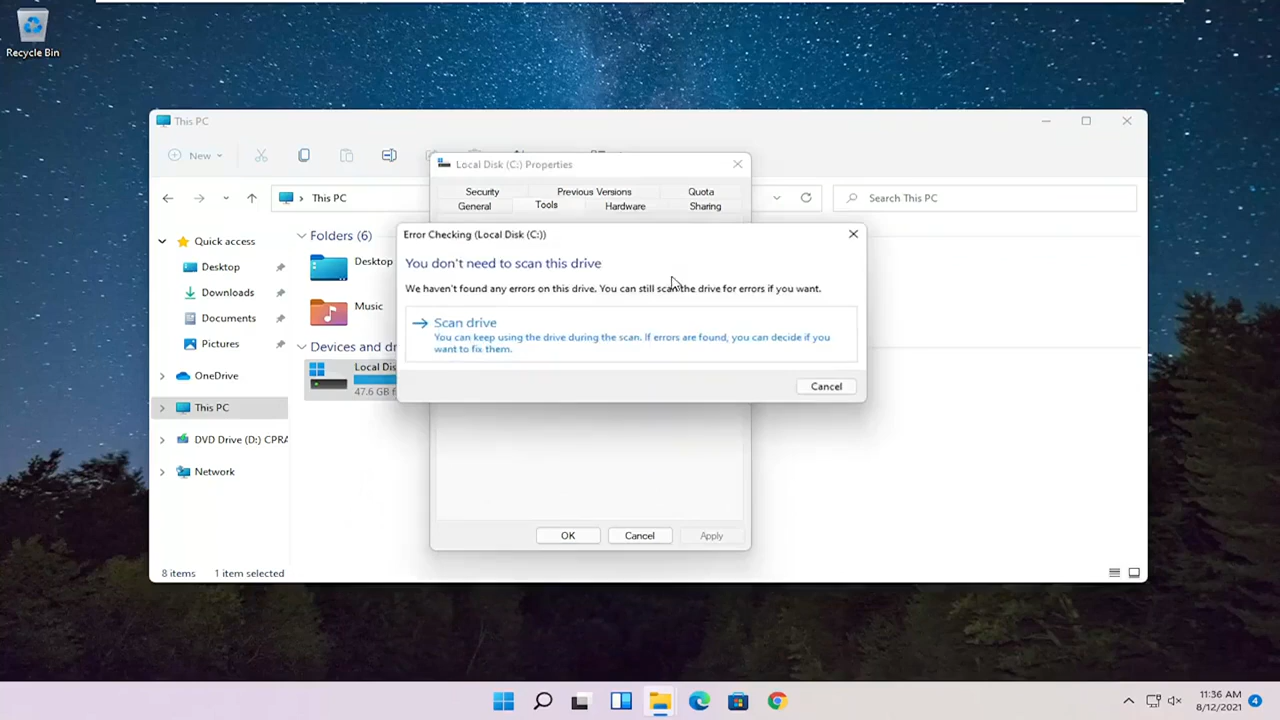 Recycle Bin
This PC
New
Local Disk (C:) Properties
Security
Previous Versions
Quota
General
Tools
Hardware
Sharing
This PC
Search This PC
Error Checking (Local Disk (C:))
You don't need to scan this drive
We haven't found any errors on this drive. You can still scan the drive for errors if you want.
Scan drive
You can keep using the drive during the scan. If errors are found, you can decide if you
want to fix them.
Cancel
Quick access
Desktop
Downloads
Documents
Pictures
OneDrive
This PC
DVD Drive (D:) CPRA
Network
Folders (6)
Desktop
Music
Devices and dr
Local Dis
47.6 GB f
OK
Cancel
Apply
8 items
1 item selected
11:36 AM
8/12/2021
4